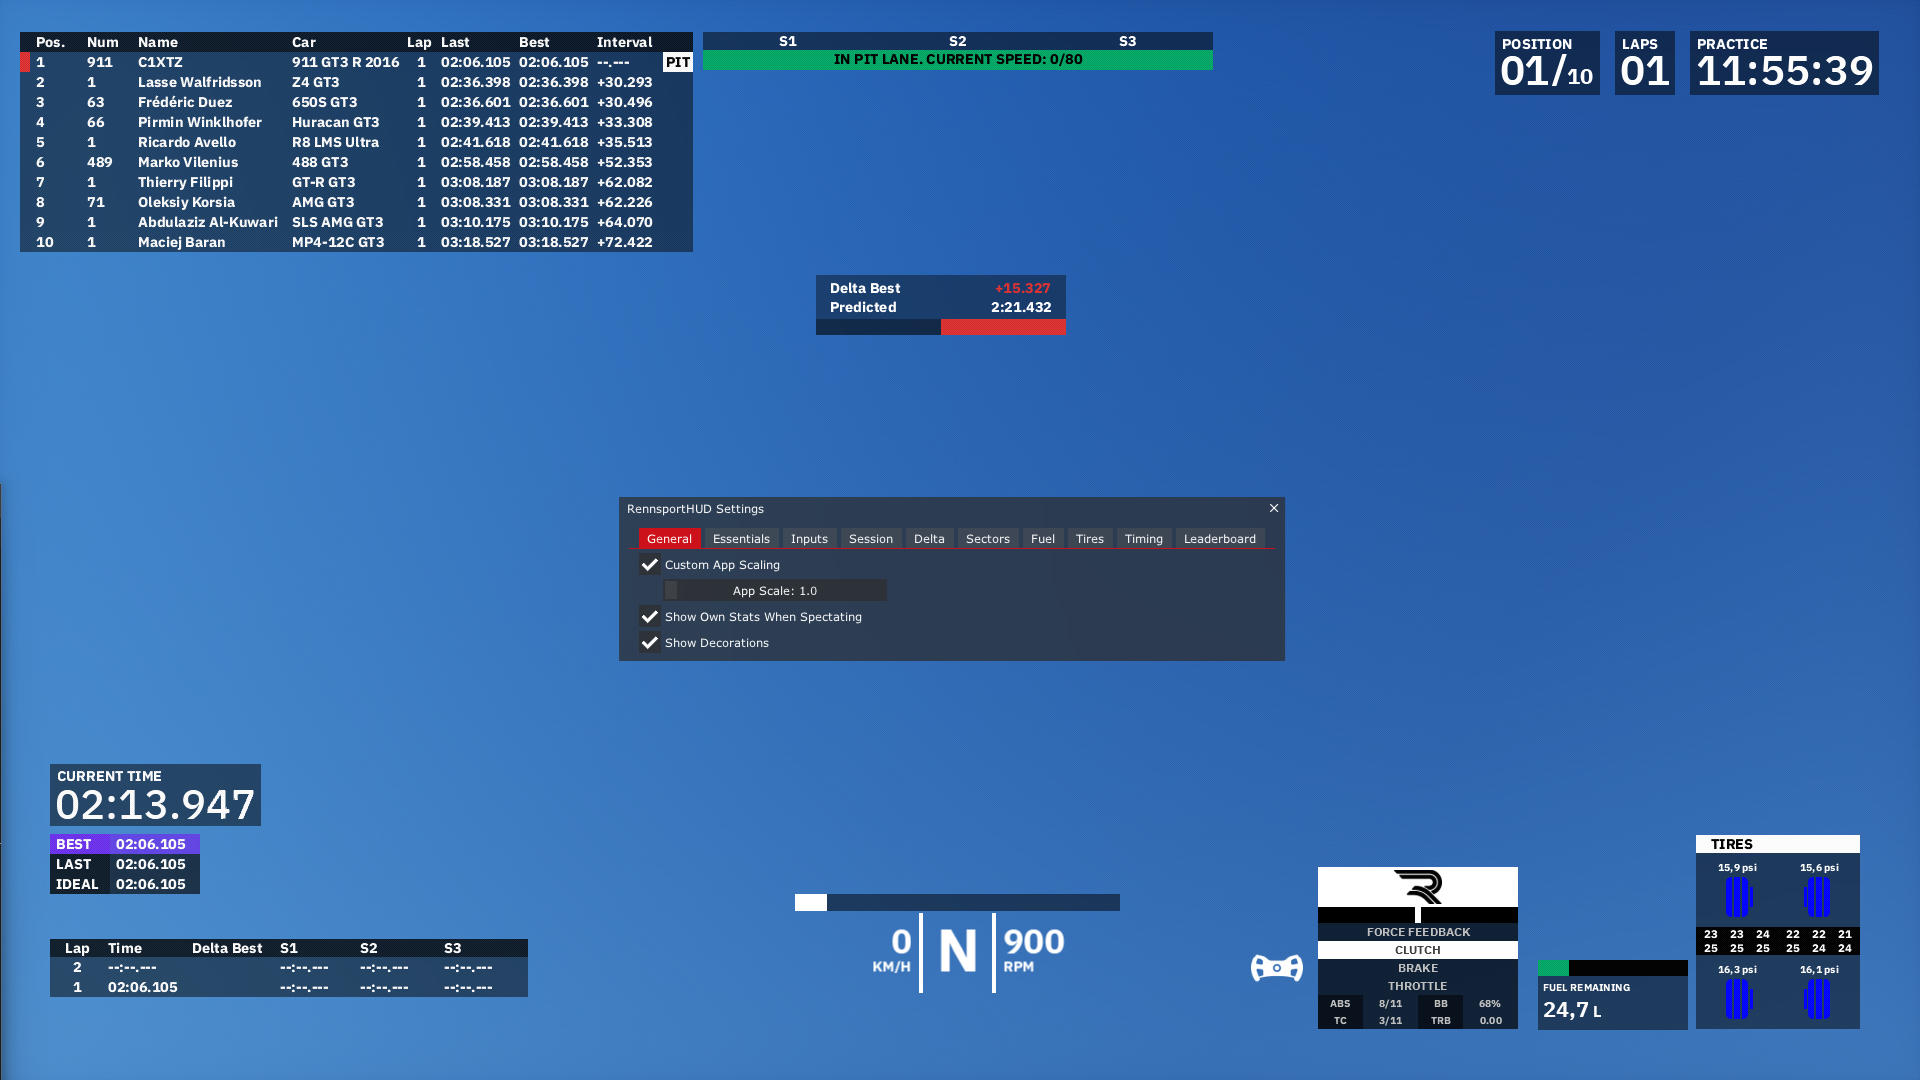 Pos. Num Name Car Lap Last Best Interval
1 911 C1XTZ 911 GT3 R 2016 1 02:06.105 02:06.105 --.--- PIT
2 1 Lasse Walfridsson Z4 GT3 1 02:36.398 02:36.398 +30.293
3 63 Frédéric Duez 650S GT3 1 02:36.601 02:36.601 +30.496
4 66 Pirmin Winklhofer Huracan GT3 1 02:39.413 02:39.413 +33.308
5 1 Ricardo Avello R8 LMS Ultra 1 02:41.618 02:41.618 +35.513
6 489 Marko Vilenius 488 GT3 1 02:58.458 02:58.458 +52.353
7 1 Thierry Filippi GT-R GT3 1 03:08.187 03:08.187 +62.082
8 71 Oleksiy Korsia AMG GT3 1 03:08.331 03:08.331 +62.226
9 1 Abdulaziz Al-Kuwari SLS AMG GT3 1 03:10.175 03:10.175 +64.070
10 1 Maciej Baran MP4-12C GT3 1 03:18.527 03:18.527 +72.422
S1 S2 S3
IN PIT LANE. CURRENT SPEED: 0/80
POSITION
01/10
LAPS
01
PRACTICE
11:55:39
Delta Best +15.327
Predicted 2:21.432
RennsportHUD Settings
General Essentials Inputs Session Delta Sectors Fuel Tires Timing Leaderboard
Custom App Scaling
App Scale: 1.0
Show Own Stats When Spectating
Show Decorations
CURRENT TIME
02:13.947
BEST 02:06.105
LAST 02:06.105
IDEAL 02:06.105
Lap Time Delta Best S1 S2 S3
2 --:--.--- --:--.--- --:--.--- --:--.---
1 02:06.105 --:--.--- --:--.--- --:--.---
0
KM/H
N
900
RPM
FORCE FEEDBACK
CLUTCH
BRAKE
THROTTLE
ABS 8/11 BB 68%
TC 3/11 TRB 0.00
FUEL REMAINING
24,7 L
TIRES
15,9 psi 15,6 psi
23 23 24 22 22 21
25 25 25 25 24 24
16,3 psi 16,1 psi